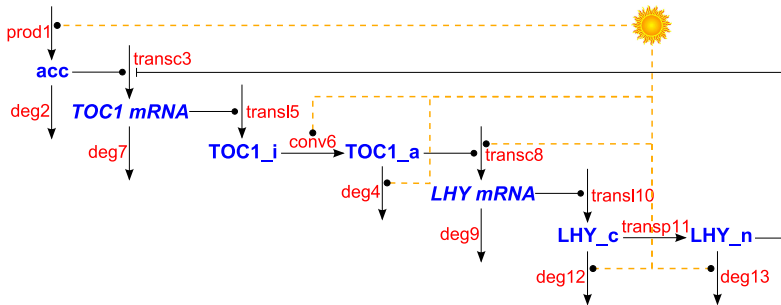 prod1
transc3
acc
deg2
TOC1 mRNA
transl5
deg7
conv6
TOC1_i
TOC1_a
transc8
deg4
LHY mRNA
transl10
deg9
transp11
LHY_c
LHY_n
deg12
deg13